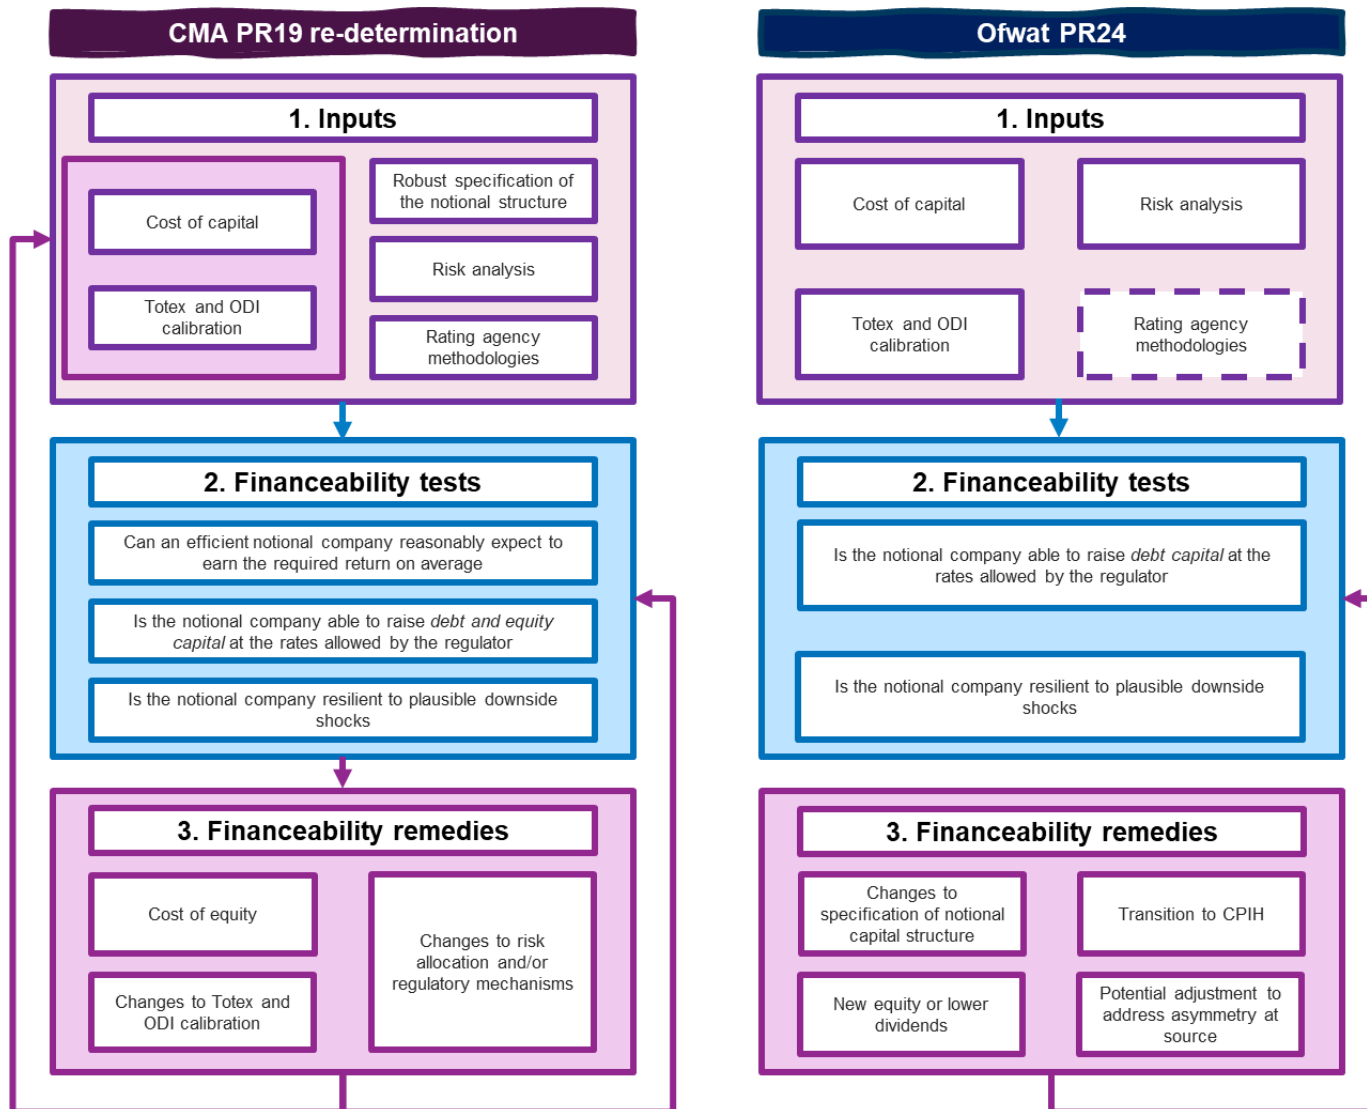 CMA PR19 re-determination
1. Inputs
Cost of capital
Totex and ODI
calibration
Robust specification of
the notional structure
Risk analysis
Rating agency
methodologies
2. Financeability tests
Can an efficient notional company reasonably expect to
earn the required return on average
Is the notional company able to raise debt and equity
capital at the rates allowed by the regulator
Is the notional company resilient to plausible downside
shocks
3. Financeability remedies
Cost of equity
Changes to Totex and
ODI calibration
Changes to risk
allocation and/or
regulatory mechanisms
Ofwat PR24
1. Inputs
Cost of capital
Risk analysis
Totex and ODI
calibration
Rating agency
methodologies
2. Financeability tests
Is the notional company able to raise debt capital at the
rates allowed by the regulator
Is the notional company resilient to plausible downside
shocks
3. Financeability remedies
Changes to
specification of notional
capital structure
Transition to CPIH
New equity or lower
dividends
Potential adjustment to
address asymmetry at
source